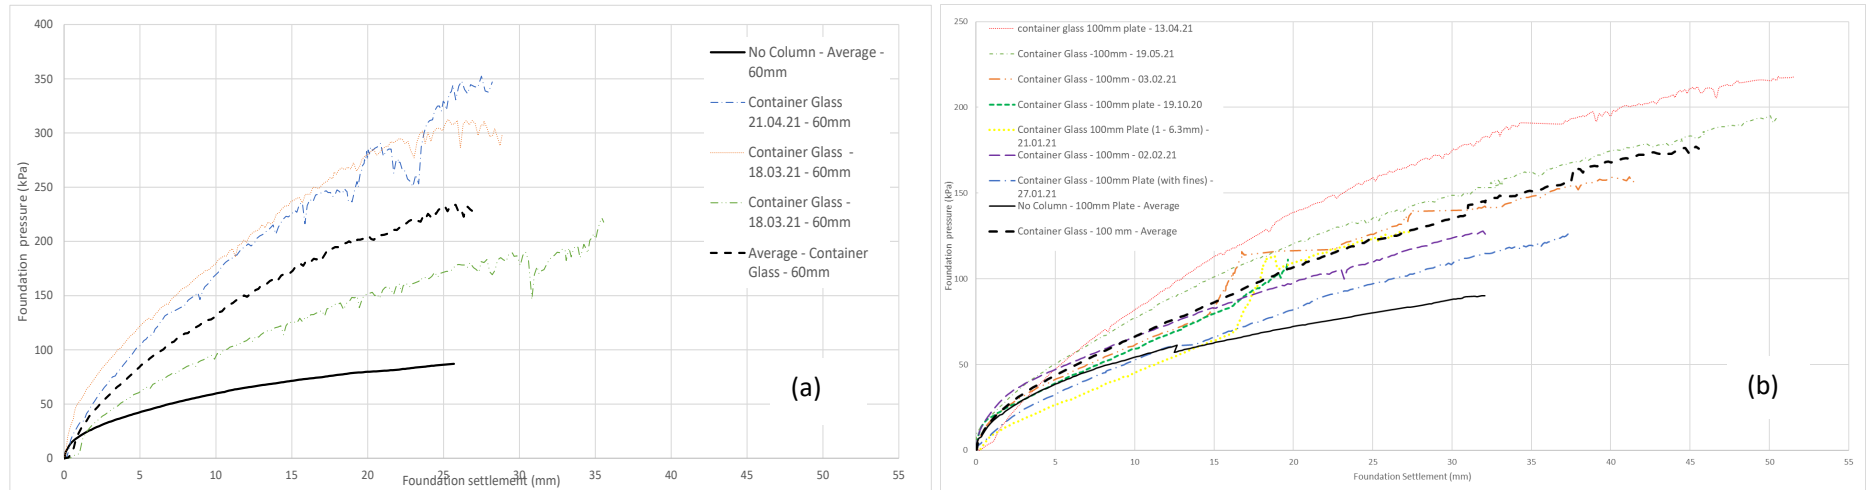 400
350
300
250
200
150
100
50
0
Foundation pressure (kPa)
0 5 10 15 20 25 30 35 40 45 50 55
Foundation settlement (mm)
No Column - Average -
60mm
Container Glass
21.04.21 - 60mm
Container Glass -
18.03.21 - 60mm
Container Glass -
18.03.21 - 60mm
Average - Container
Glass - 60mm
(a)
250
200
150
100
50
0
Foundation pressure (kPa)
0 5 10 15 20 25 30 35 40 45 50 55
Foundation Settlement (mm)
container glass 100mm plate - 13.04.21
Container Glass -100mm - 19.05.21
Container Glass - 100mm - 03.02.21
Container Glass - 100mm plate - 19.10.20
Container Glass 100mm Plate (1 - 6.3mm) -
21.01.21
Container Glass - 100mm - 02.02.21
Container Glass - 100mm Plate (with fines) -
27.01.21
No Column - 100mm Plate - Average
Container Glass - 100 mm - Average
(b)